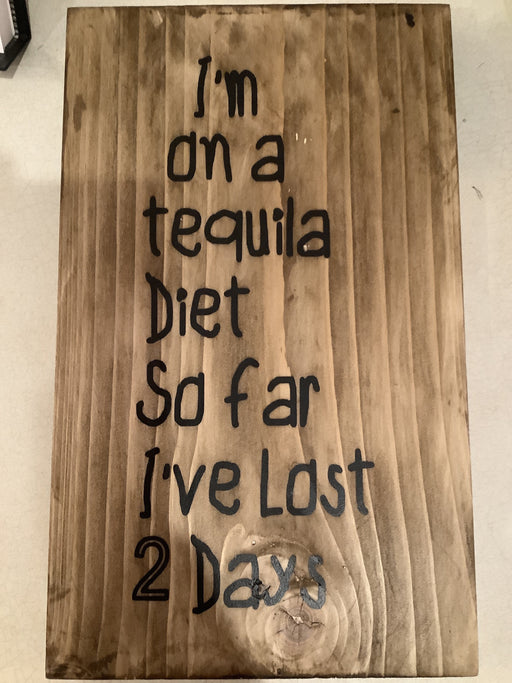 I'm
on a
tequila
Diet
So far
I've Lost
2 Days